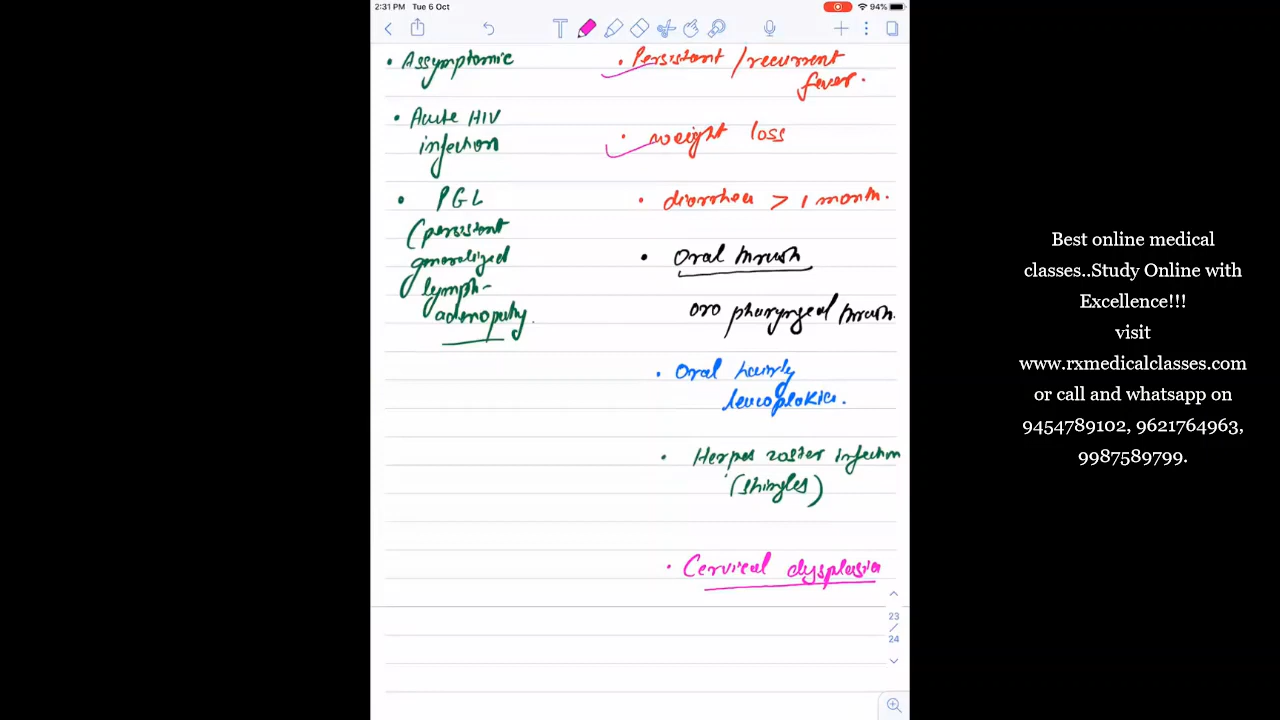 2:31 PM Tue 6 Oct
94%
T
• Assymptomic
• Acute HIV
infection
• PGL
(persistant
generalized
lymph-
adenopathy.
• Persistant / recurrent
fever.
• weight loss
• diorrhea > 1 month.
• Oral thrush
oro pharyngeal thrush.
• Oral hairly
leucoplakia.
• Herpes zoster infection
(shingles)
• Cervical dysplasia
23
/
24
Best online medical
classes..Study Online with
Excellence!!!
visit
www.rxmedicalclasses.com
or call and whatsapp on
9454789102, 9621764963,
9987589799.